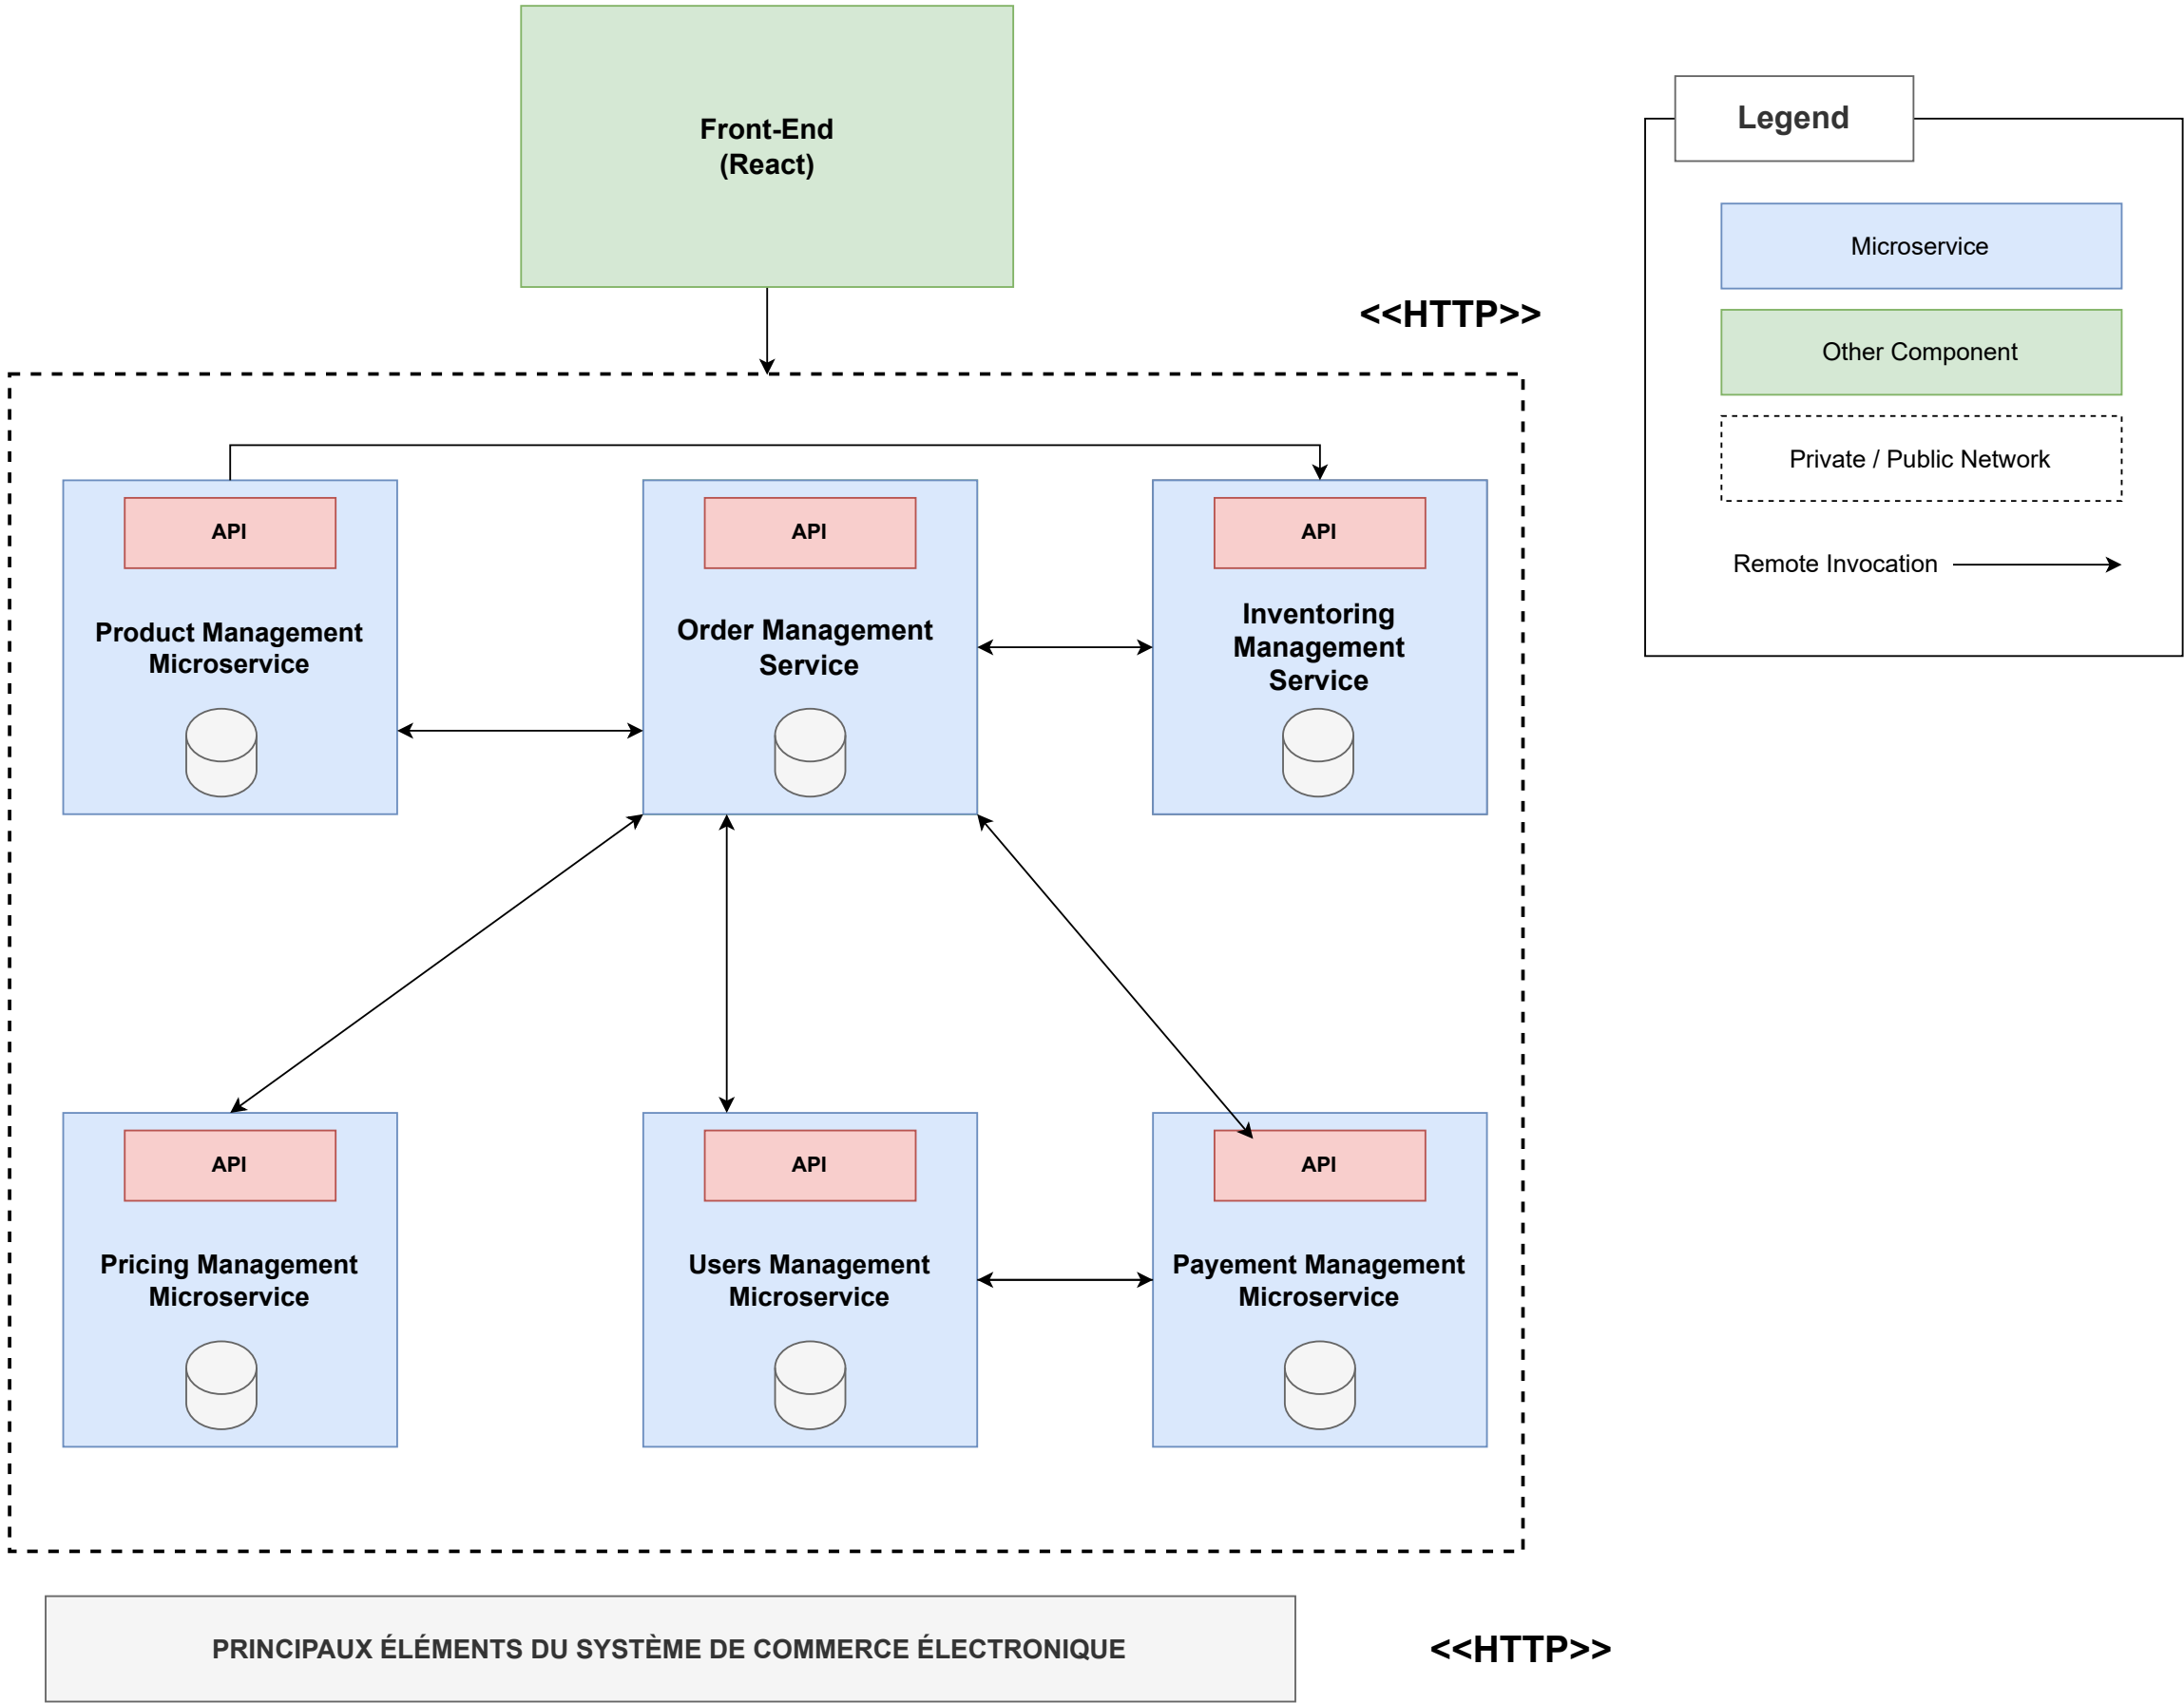 Front-End
(React)
Legend
Microservice
<<HTTP>>
Other Component
Private / Public Network
Remote Invocation
API
API
API
Product Management
Microservice
Order Management
Service
Inventoring
Management
Service
API
API
API
Pricing Management
Microservice
Users Management
Microservice
Payement Management
Microservice
PRINCIPAUX ÉLÉMENTS DU SYSTÈME DE COMMERCE ÉLECTRONIQUE
<<HTTP>>